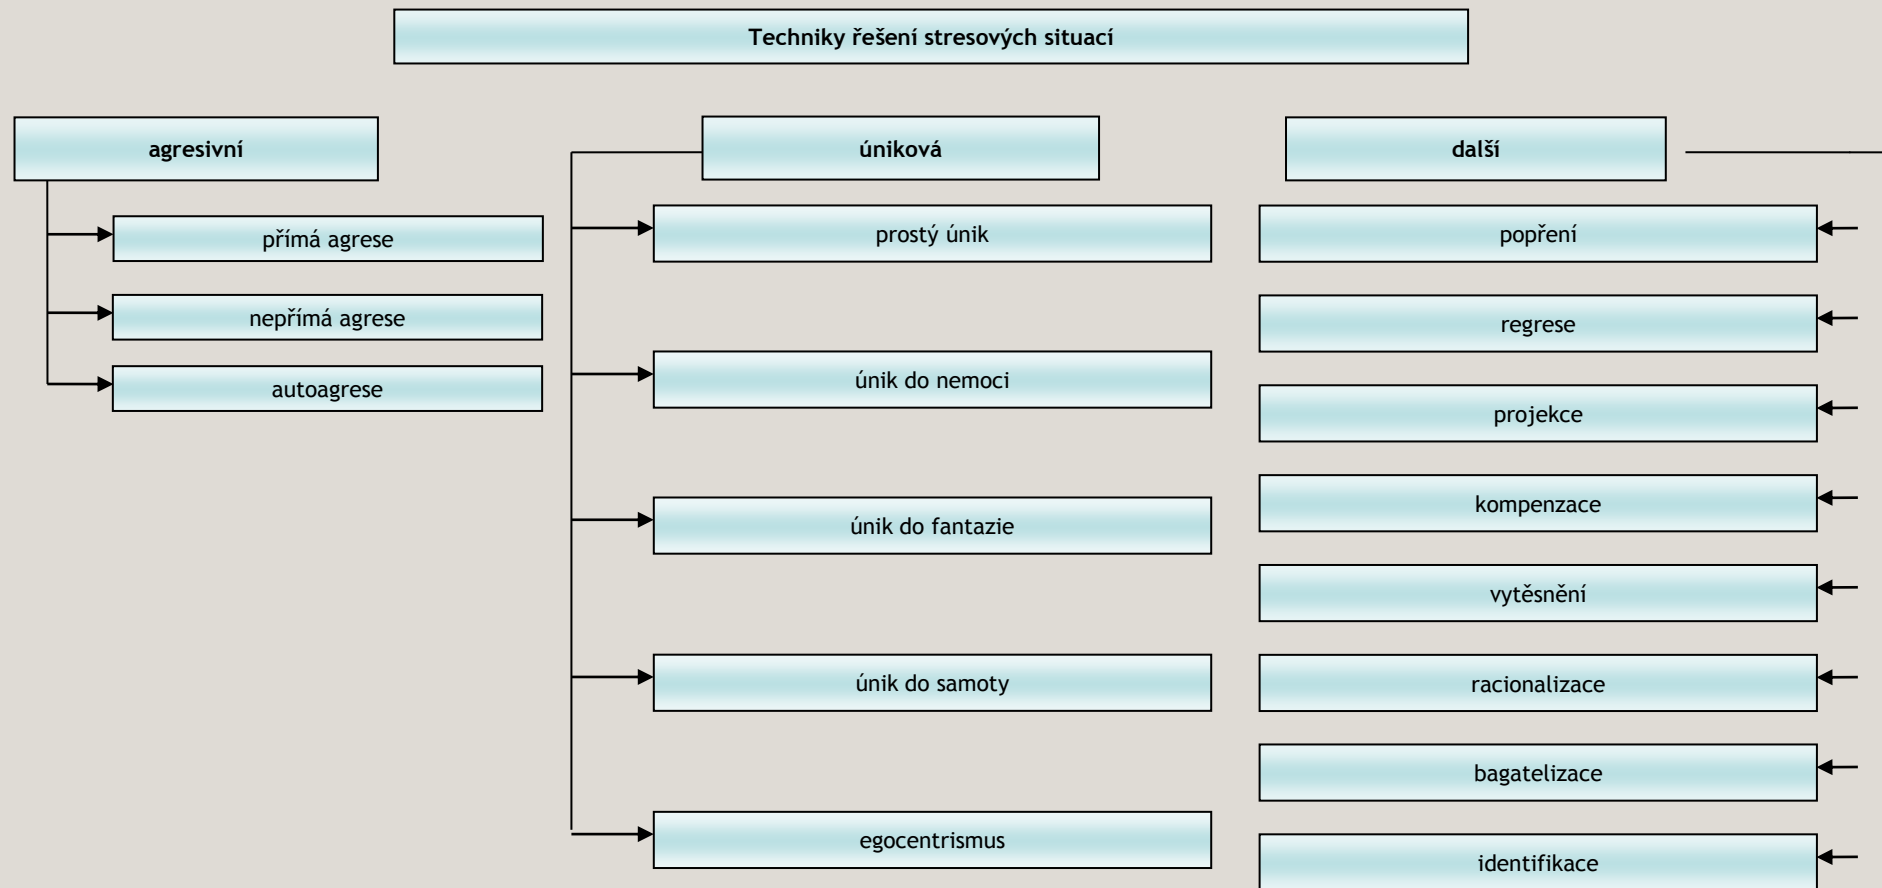 Techniky řešení stresových situací
agresivní
přímá agrese
nepřímá agrese
autoagrese
úniková
prostý únik
únik do nemoci
únik do fantazie
únik do samoty
egocentrismus
další
popření
regrese
projekce
kompenzace
vytěsnění
racionalizace
bagatelizace
identifikace